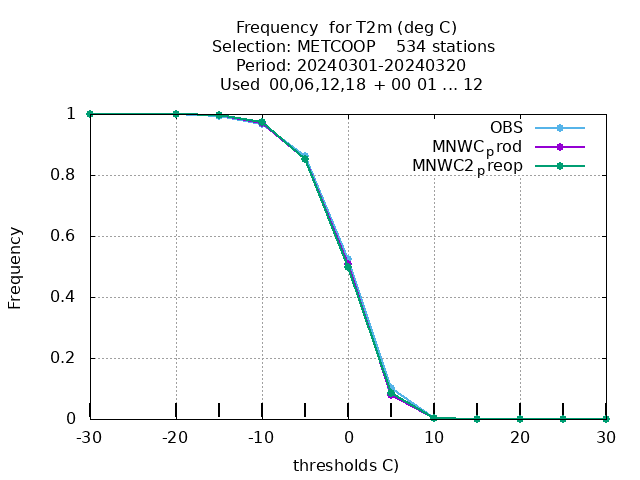 Frequency for T2m (deg C)
Selection: METCOOP 534 stations
Period: 20240301-20240320
Used 00,06,12,18 + 00 01 ... 12
OBS
MNWCprod
MNWC2preop
1
0.8
0.6
0.4
0.2
0
Frequency
-30 -20 -10 0 10 20 30
thresholds C)